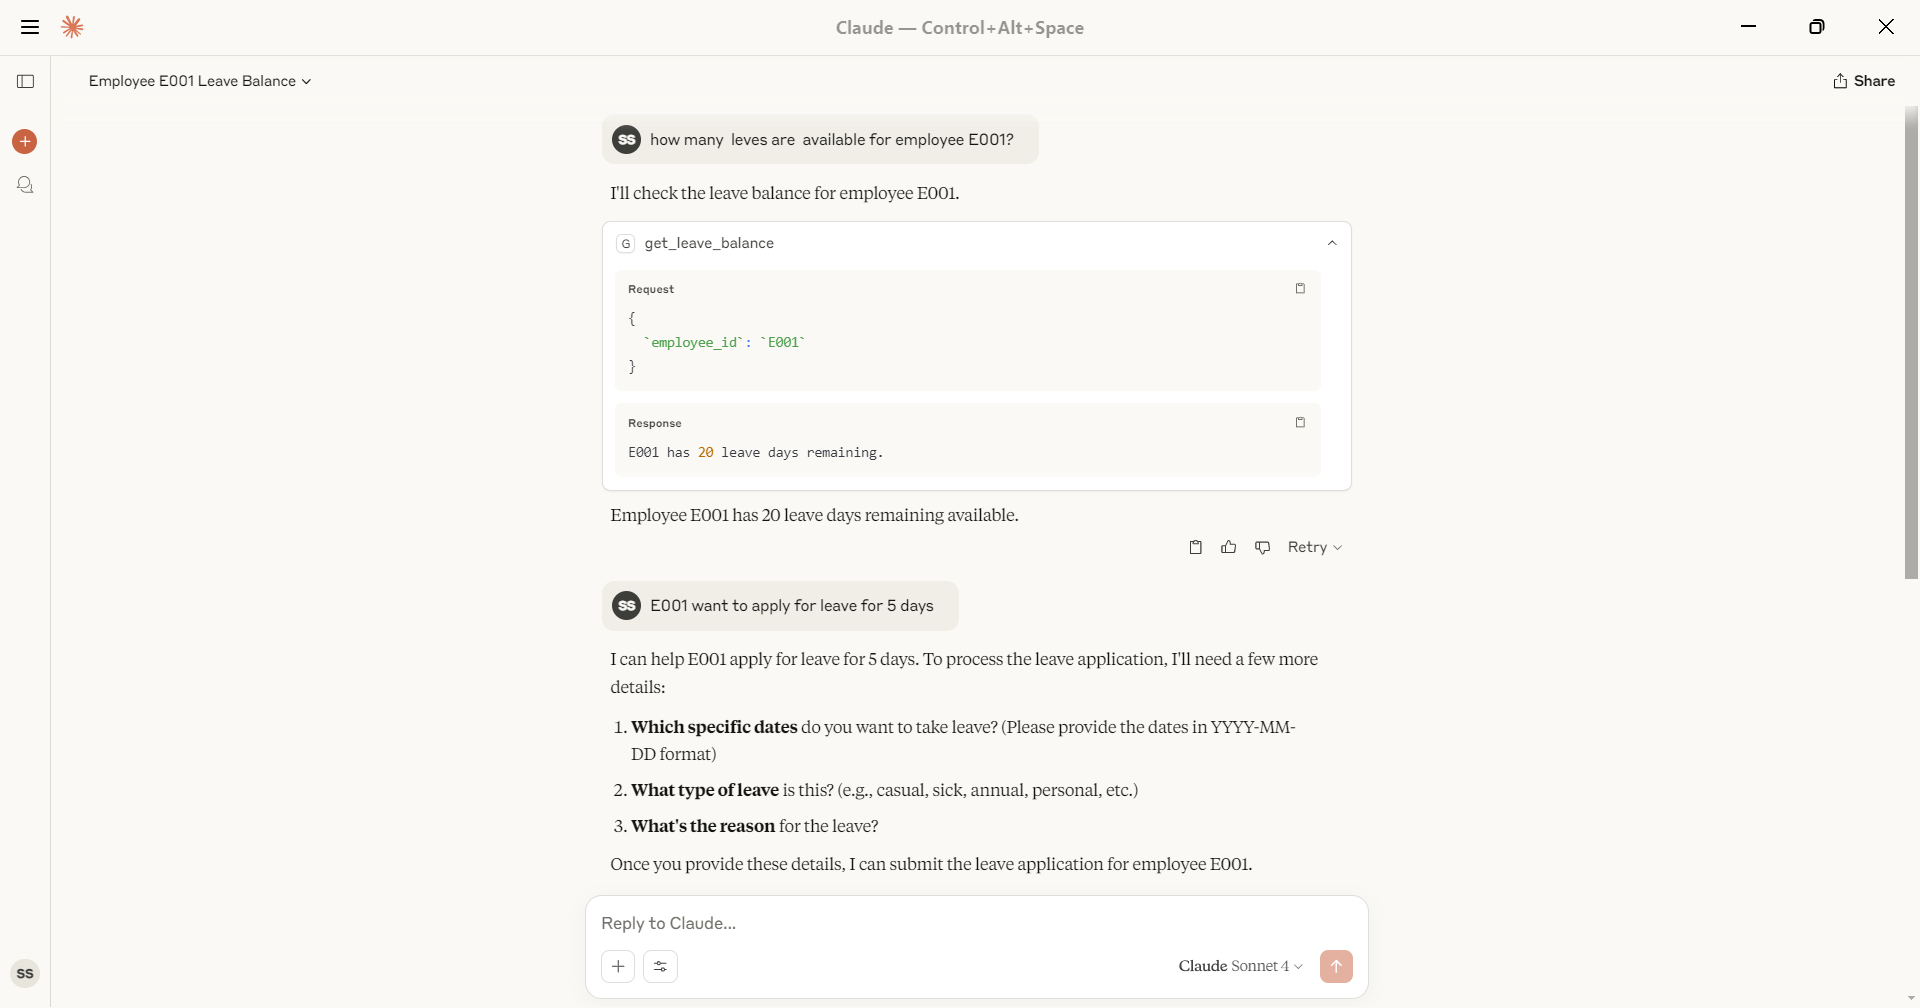 Claude — Control+Alt+Space
Employee E001 Leave Balance
Share
SS
how many  leves are  available for employee E001?
I'll check the leave balance for employee E001.
G
get_leave_balance
Request
{
  `employee_id`: `E001`
}
Response
E001 has 20 leave days remaining.
Employee E001 has 20 leave days remaining available.
Retry
SS
E001 want to apply for leave for 5 days
I can help E001 apply for leave for 5 days. To process the leave application, I'll need a few more
details:
1. Which specific dates do you want to take leave? (Please provide the dates in YYYY-MM-
DD format)
2. What type of leave is this? (e.g., casual, sick, annual, personal, etc.)
3. What's the reason for the leave?
Once you provide these details, I can submit the leave application for employee E001.
Reply to Claude...
Claude Sonnet 4
SS